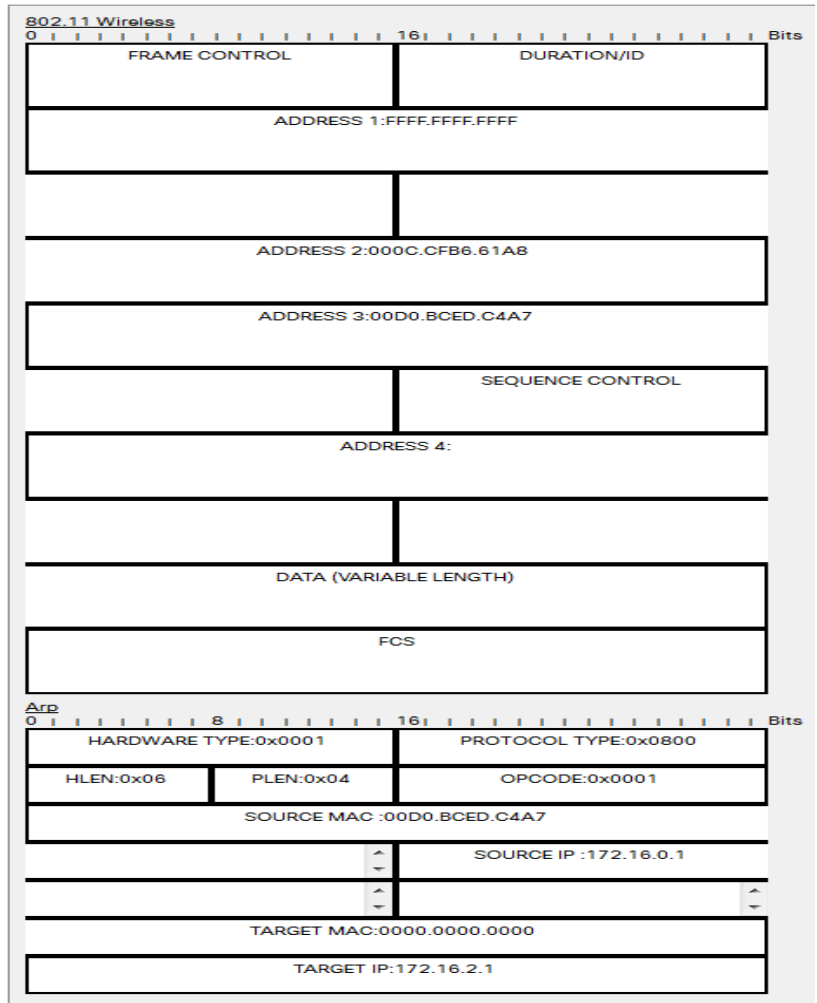 802.11 Wireless
0 16 Bits
FRAME CONTROL DURATION/ID
ADDRESS 1:FFFF.FFFF.FFFF
ADDRESS 2:000C.CFB6.61A8
ADDRESS 3:00D0.BCED.C4A7
SEQUENCE CONTROL
ADDRESS 4:
DATA (VARIABLE LENGTH)
FCS
Arp
0 8 16 Bits
HARDWARE TYPE:0x0001 PROTOCOL TYPE:0x0800
HLEN:0x06 PLEN:0x04 OPCODE:0x0001
SOURCE MAC :00D0.BCED.C4A7
SOURCE IP :172.16.0.1
TARGET MAC:0000.0000.0000
TARGET IP:172.16.2.1